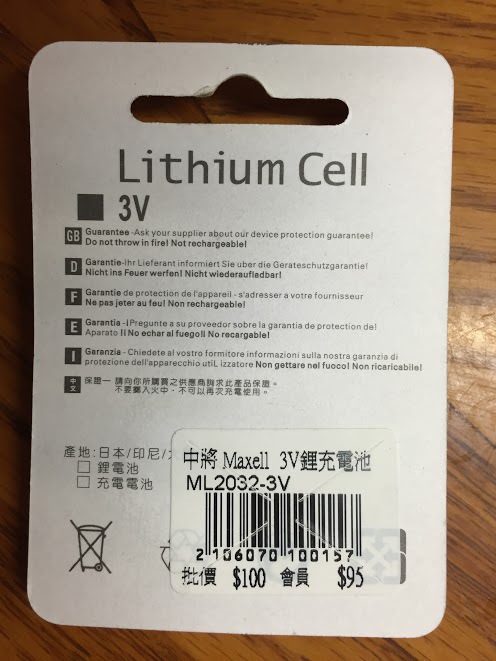 Lithium Cell
3V
GB Guarantee -Ask your supplier about our device protection guarantee!
Do not throw in fire! Not rechargeable!
D Garantie-Ihr Lieferant informiert Sie uber die Gerateschutzgarantie!
Nicht ins Feuer werfen! Nicht wiederaufladbar!
F Garantie de protection de l'appareil - s'adresser a votre fournisseur
Ne pas jeter au feu! Non rechargeable!
E Garantia -¡Pregunte a su proveedor sobre la garantia de protection del
Aparato !¡No echar al fuego!¡No recargable!
I Garanzia - Chiedete al vostro formitore informazioni sulla nostra garanzia di
protezione dell'apparecchio utiL izzatore Non gettare nel fuoco! Non ricaricabile!
中文 保證一 請向你所購買之供應商詢求此產品保證。
不要擲入火中，不可以再次充電使用。
產地:日本/印尼/
鋰電池
充電電池
中將 Maxell 3V鋰充電池
ML2032-3V
2 106070 100157
批價 $100 會員 $95